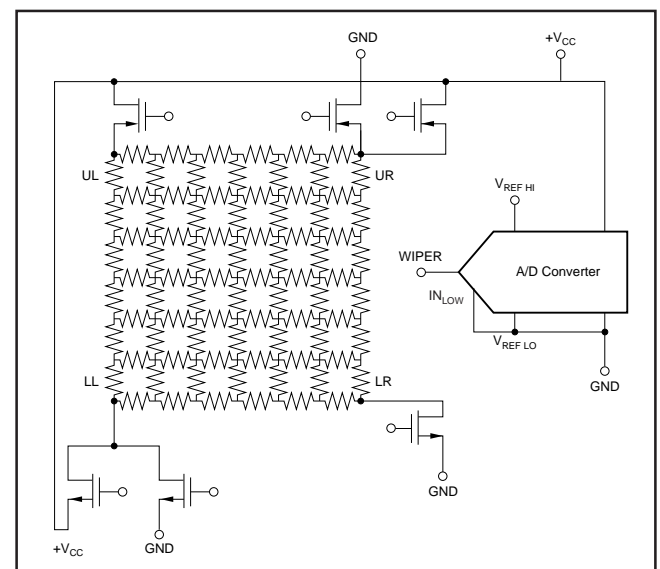 GND
+VCC
UL
UR
VREF HI
WIPER
A/D Converter
INLOW
VREF LO
LL
LR
GND
GND
+VCC
GND